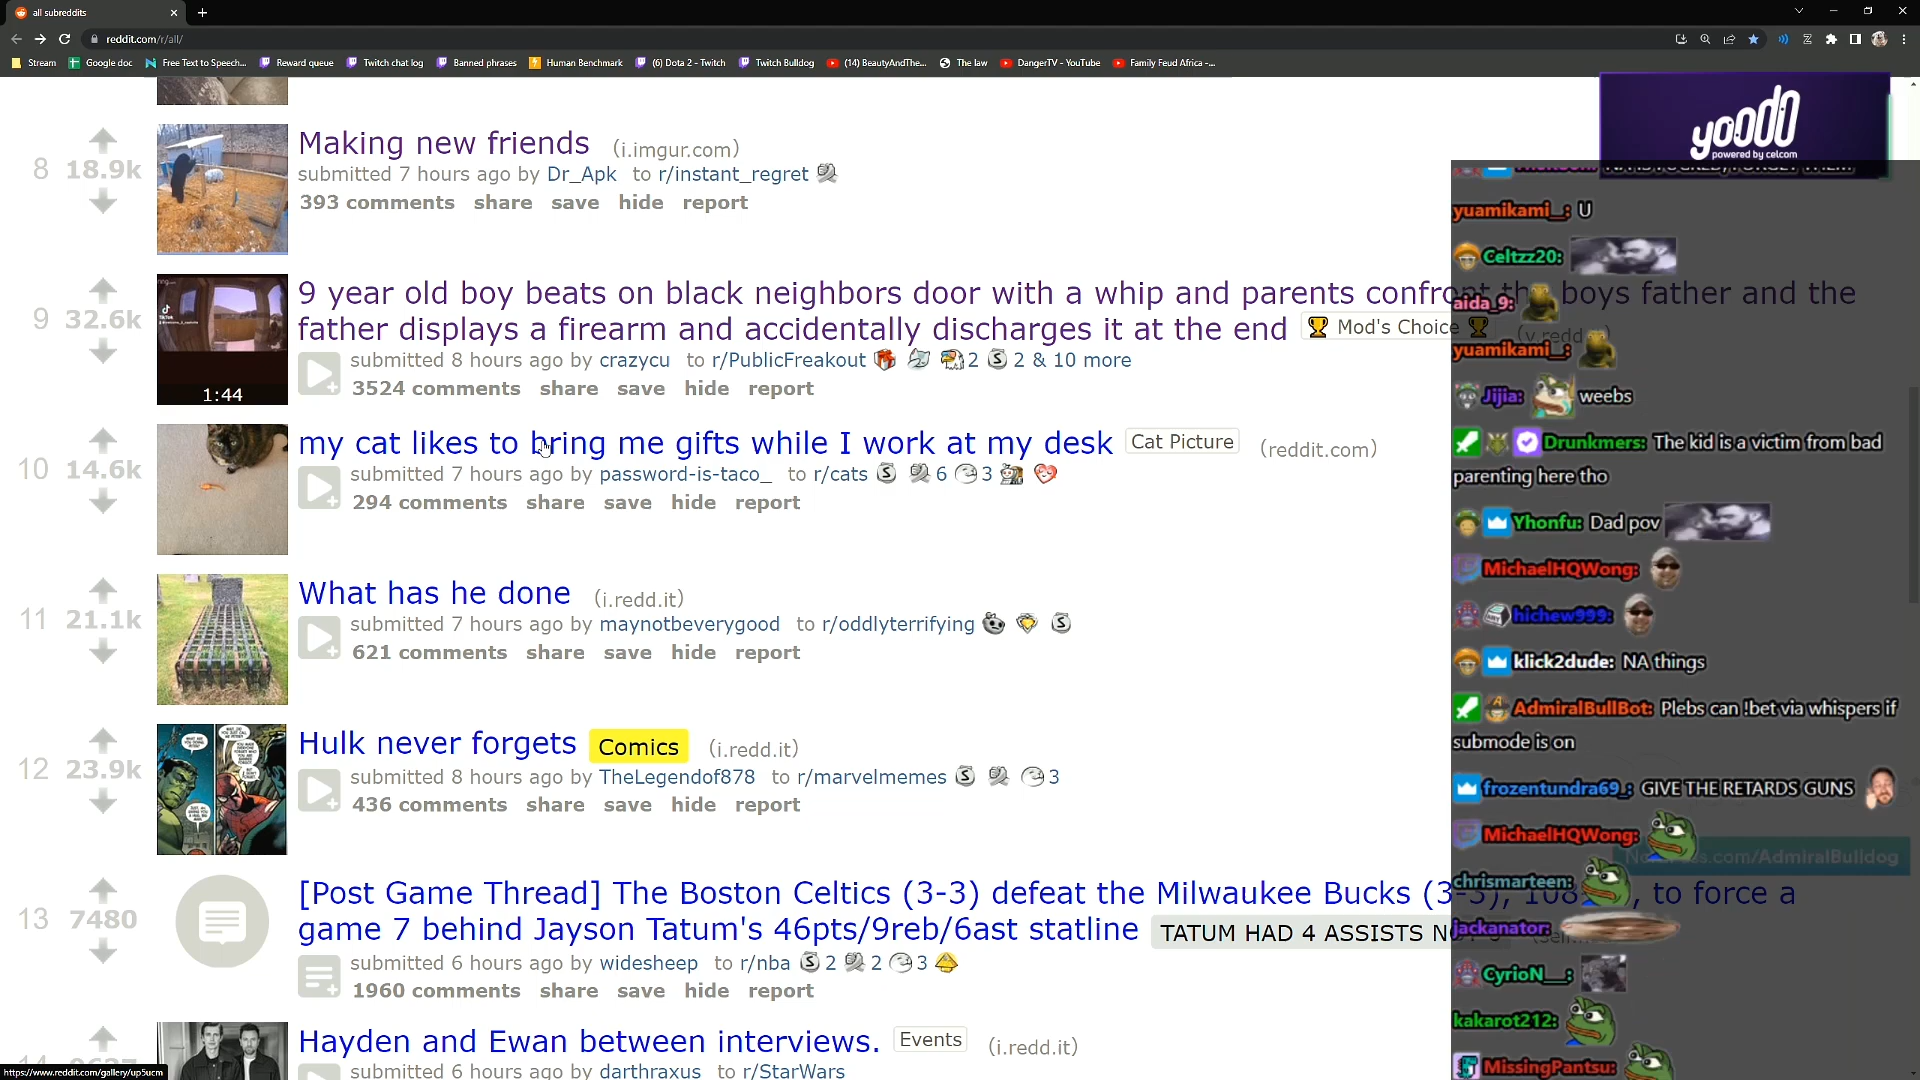 all subreddits
reddit.com/r/all/
Stream
Google doc
Free Text to Speech...
Reward queue
Twitch chat log
Banned phrases
Human Benchmark
(6) Dota 2 - Twitch
Twitch Bulldog
(14) BeautyAndThe...
The law
DangerTV - YouTube
Family Feud Africa -...
8
18.9k
Making new friends (i.imgur.com)
submitted 7 hours ago by Dr_Apk to r/instant_regret
393 comments share save hide report
9
32.6k
1:44
9 year old boy beats on black neighbors door with a whip and parents confront the boys father and the
father displays a firearm and accidentally discharges it at the end Mod's Choice (v.redd
submitted 8 hours ago by crazycu to r/PublicFreakout 2 2 & 10 more
3524 comments share save hide report
10
14.6k
my cat likes to bring me gifts while I work at my desk Cat Picture (reddit.com)
submitted 7 hours ago by password-is-taco_ to r/cats 6 3
294 comments share save hide report
11
21.1k
What has he done (i.redd.it)
submitted 7 hours ago by maynotbeverygood to r/oddlyterrifying
621 comments share save hide report
12
23.9k
Hulk never forgets Comics (i.redd.it)
submitted 8 hours ago by TheLegendof878 to r/marvelmemes 3
436 comments share save hide report
13
7480
[Post Game Thread] The Boston Celtics (3-3) defeat the Milwaukee Bucks (3-3), 108 , to force a
game 7 behind Jayson Tatum's 46pts/9reb/6ast statline TATUM HAD 4 ASSISTS
submitted 6 hours ago by widesheep to r/nba 2 2 3
1960 comments share save hide report
Hayden and Ewan between interviews. Events (i.redd.it)
submitted 6 hours ago by darthraxus to r/StarWars
https://www.reddit.com/gallery/up5ucm
yoodo
powered by celcom
yuamikami_: U
Celtzz20:
aida_9:
yuamikami_:
Jijia: weebs
Drunkmers: The kid is a victim from bad
parenting here tho
Yhonfu: Dad pov
MichaelHQWong:
hichew999:
klick2dude: NA things
AdmiralBullBot: Plebs can !bet via whispers if
submode is on
frozentundra69_: GIVE THE RETARDS GUNS
MichaelHQWong:
s.com/AdmiralBulldog
chrismarteen:
jackanator:
CyrioN__:
kakarot212:
MissingPantsu: